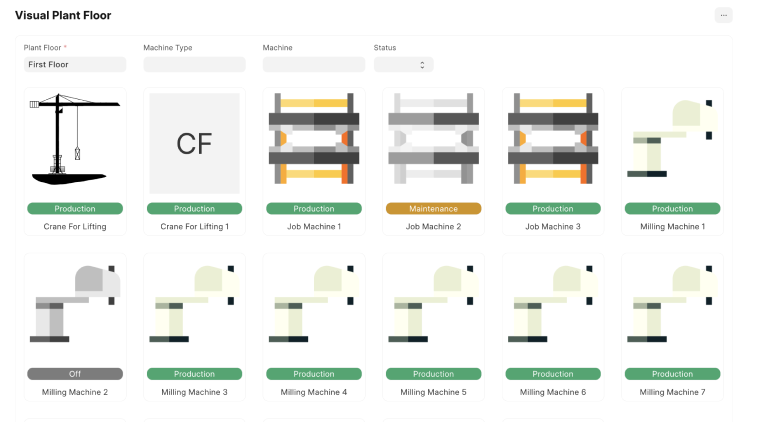 Visual Plant Floor
...
Plant Floor *
Machine Type
Machine
Status
First Floor
CF
Production
Production
Production
Maintenance
Production
Production
Crane For Lifting
Crane For Lifting 1
Job Machine 1
Job Machine 2
Job Machine 3
Milling Machine 1
Off
Production
Production
Production
Production
Production
Milling Machine 2
Milling Machine 3
Milling Machine 4
Milling Machine 5
Milling Machine 6
Milling Machine 7